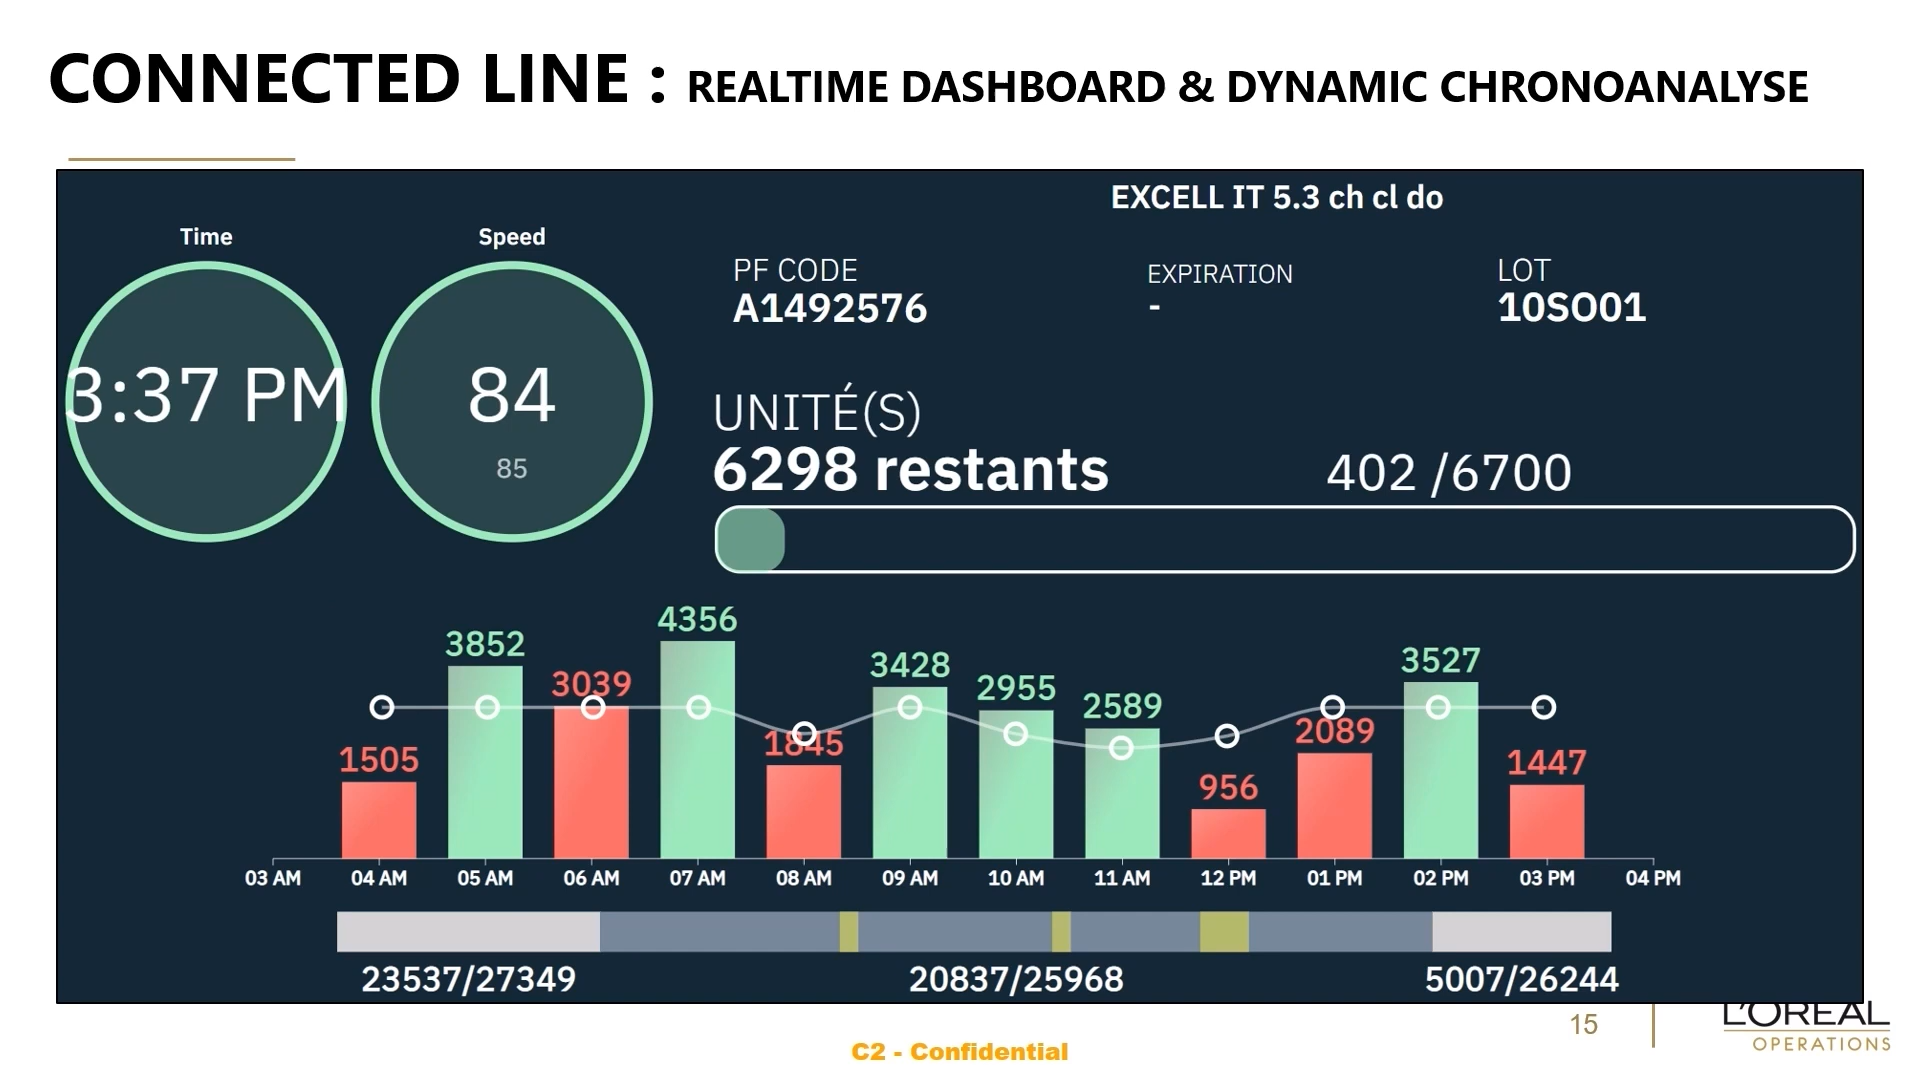 CONNECTED LINE : REALTIME DASHBOARD & DYNAMIC CHRONOANALYSE
EXCELL IT 5.3 ch cl do
Time
Speed
PF CODE
A1492576
EXPIRATION
-
LOT
10SO01
3:37 PM
84
85
UNITÉ(S)
6298 restants
402 /6700
1505
3852
3039
4356
1845
3428
2955
2589
956
2089
3527
1447
03 AM
04 AM
05 AM
06 AM
07 AM
08 AM
09 AM
10 AM
11 AM
12 PM
01 PM
02 PM
03 PM
04 PM
23537/27349
20837/25968
5007/26244
15
L'ORÉAL
OPERATIONS
C2 - Confidential